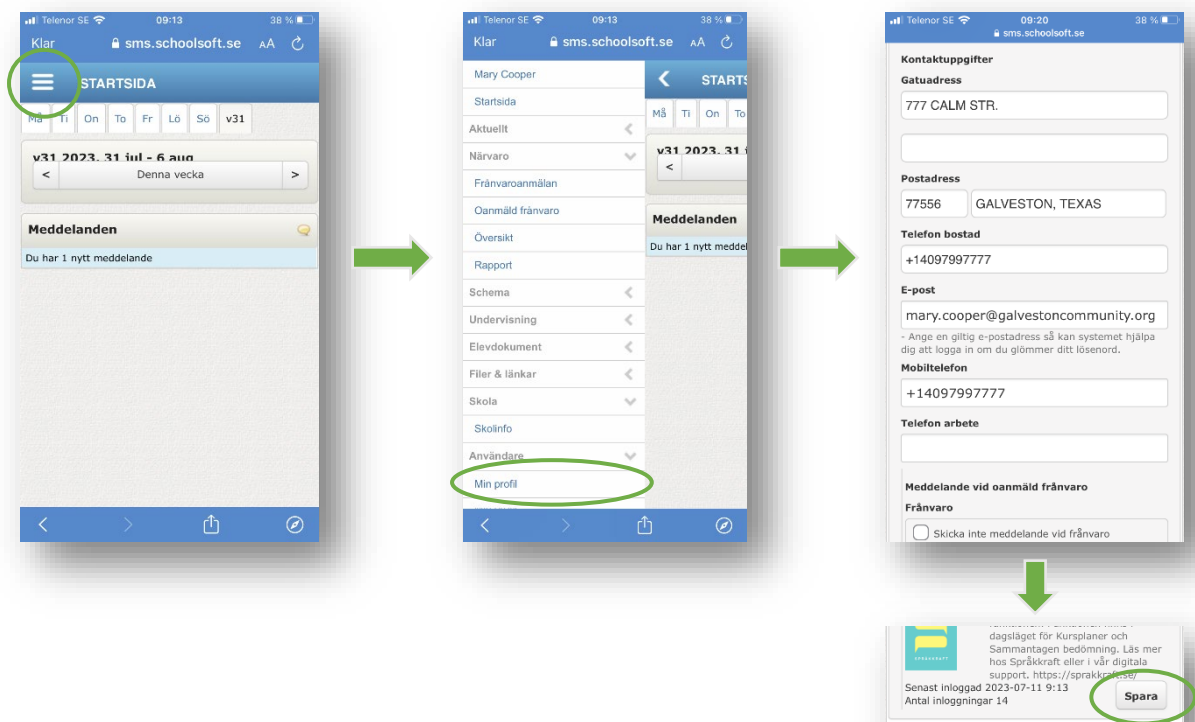 Telenor SE 09:13 38 %
Klar sms.schoolsoft.se AA
STARTSIDA
Må Ti On To Fr Lö Sö v31
v31 2023, 31 jul - 6 aug
< Denna vecka >
Meddelanden
Du har 1 nytt meddelande
Telenor SE 09:13 38 %
Klar sms.schoolsoft.se AA
Mary Cooper
Startsida
Aktuellt
Närvaro
Frånvaroanmälan
Oanmäld frånvaro
Översikt
Rapport
Schema
Undervisning
Elevdokument
Filer & länkar
Skola
Skolinfo
Användare
Min profil
STARTS
Må Ti On To
v31 2023, 31
<
Meddelanden
Du har 1 nytt meddel
Telenor SE 09:20 38 %
sms.schoolsoft.se
Kontaktuppgifter
Gatuadress
777 CALM STR.
Postadress
77556 GALVESTON, TEXAS
Telefon bostad
+14097997777
E-post
mary.cooper@galvestoncommunity.org
- Ange en giltig e-postadress så kan systemet hjälpa
dig att logga in om du glömmer ditt lösenord.
Mobiltelefon
+14097997777
Telefon arbete
Meddelande vid oanmäld frånvaro
Frånvaro
Skicka inte meddelande vid frånvaro
dagsläget för Kursplaner och
Sammantagen bedömning. Läs mer
hos Språkkraft eller i vår digitala
support. https://sprakkraft.se/
SPRAKKRAFT
Senast inloggad 2023-07-11 9:13
Antal inloggningar 14
Spara